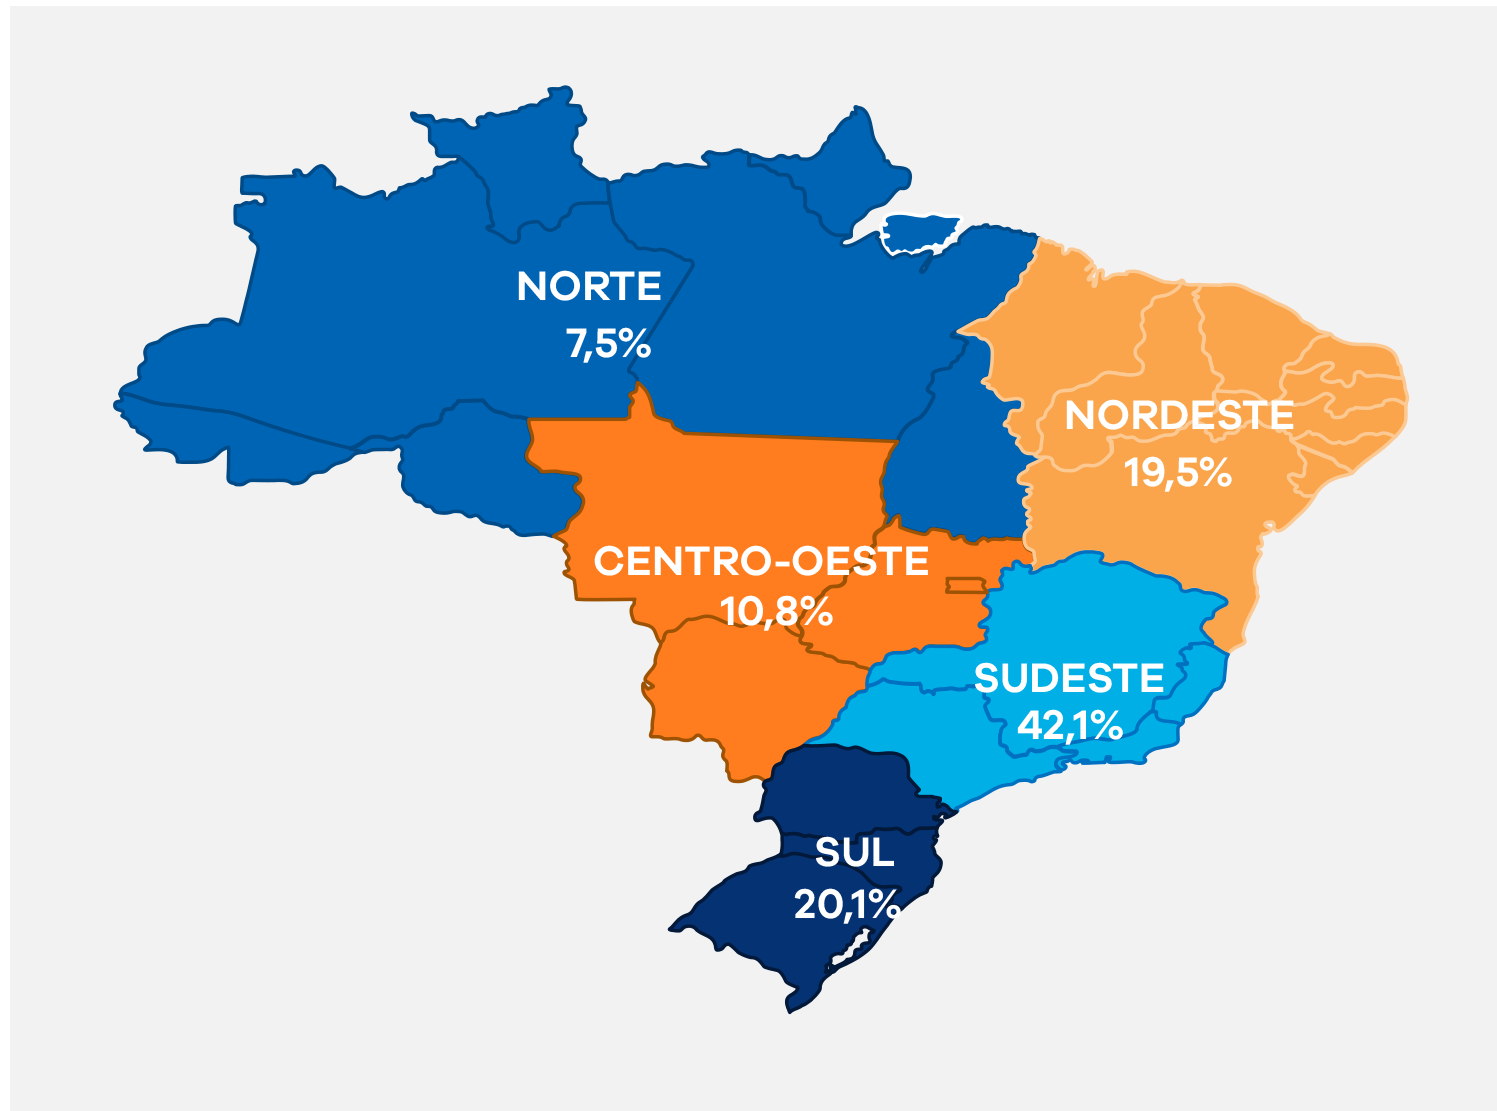 NORTE
7,5%
NORDESTE
19,5%
CENTRO-OESTE
10,8%
SUDESTE
42,1%
SUL
20,1%